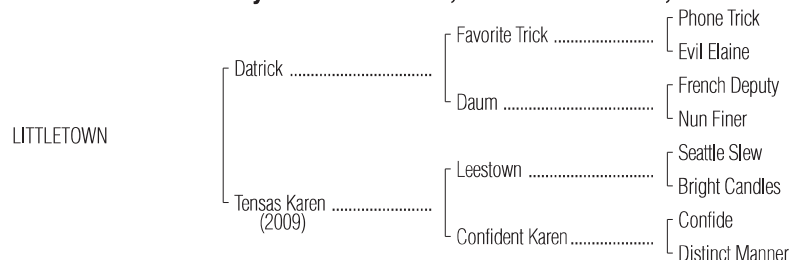 Phone Trick
Favorite Trick ..............................
Evil Elaine
Datrick ...........................................
French Deputy
Daum .............................................
Nun Finer
LITTLETOWN
Seattle Slew
Leestown .....................................
Bright Candles
Tensas Karen ..............................
(2009)
Confide
Confident Karen.........................
Distinct Manner